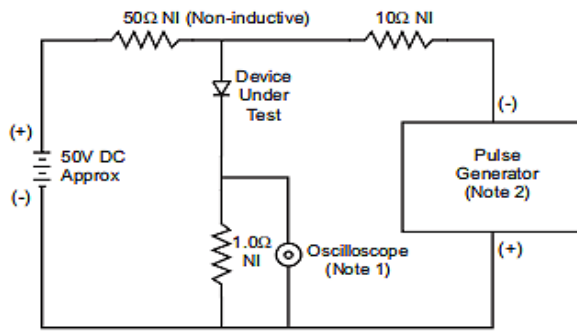 50Ω NI (Non-inductive)
10Ω NI
Device
Under
Test
(+)
50V DC
Approx
(-)
(-)
Pulse
Generator
(Note 2)
(+)
1.0Ω
NI
Oscilloscope
(Note 1)